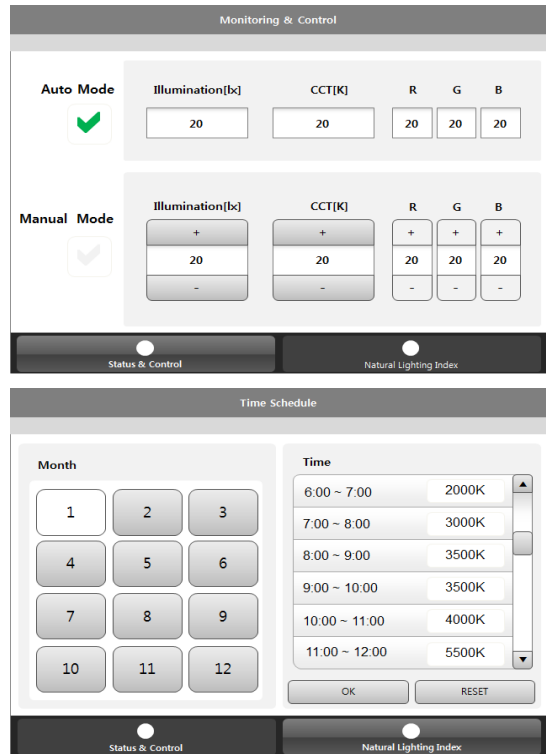 Monitoring & Control
Auto Mode
Illumination[lx] CCT[K] R G B
20 20 20 20 20
Manual Mode
Illumination[lx] CCT[K] R G B
+ + + + +
20 20 20 20 20
- - - - -
Status & Control Natural Lighting Index
Time Schedule
Month
1 2 3
4 5 6
7 8 9
10 11 12
Time
6:00 ~ 7:00 2000K
7:00 ~ 8:00 3000K
8:00 ~ 9:00 3500K
9:00 ~ 10:00 3500K
10:00 ~ 11:00 4000K
11:00 ~ 12:00 5500K
OK RESET
Status & Control Natural Lighting Index